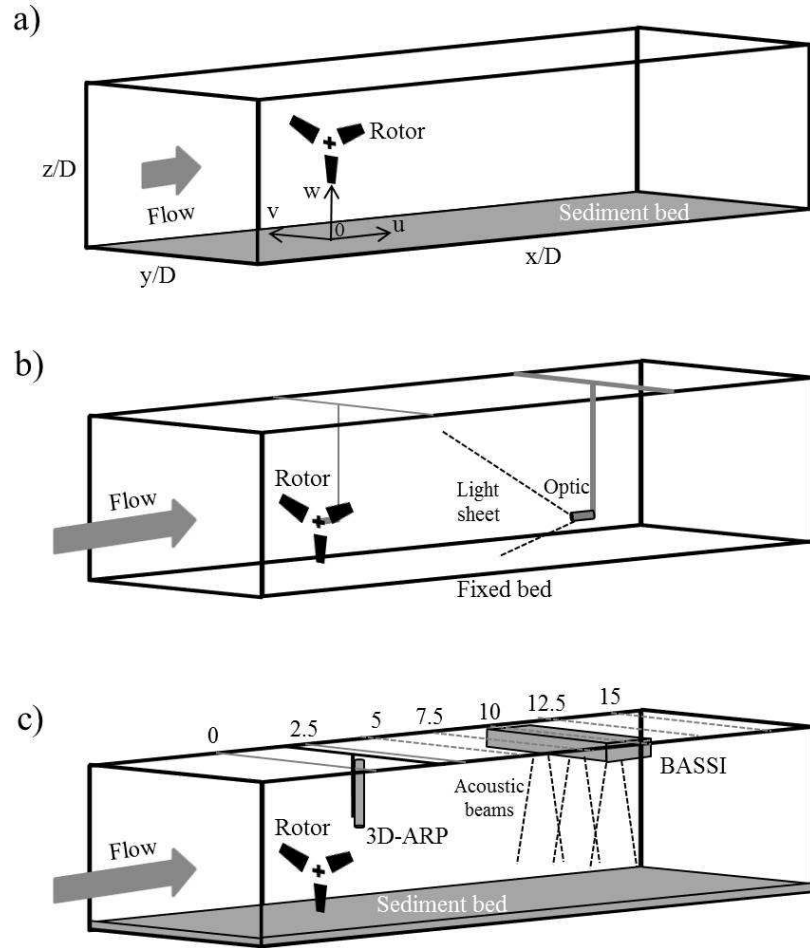 a)
Rotor
z/D
Flow
w
v
0
u
Sediment bed
y/D
x/D
b)
Flow
Rotor
Light
sheet
Optic
Fixed bed
c)
0
2.5
5
7.5
10
12.5
15
BASSI
Acoustic
beams
3D-ARP
Rotor
Flow
Sediment bed